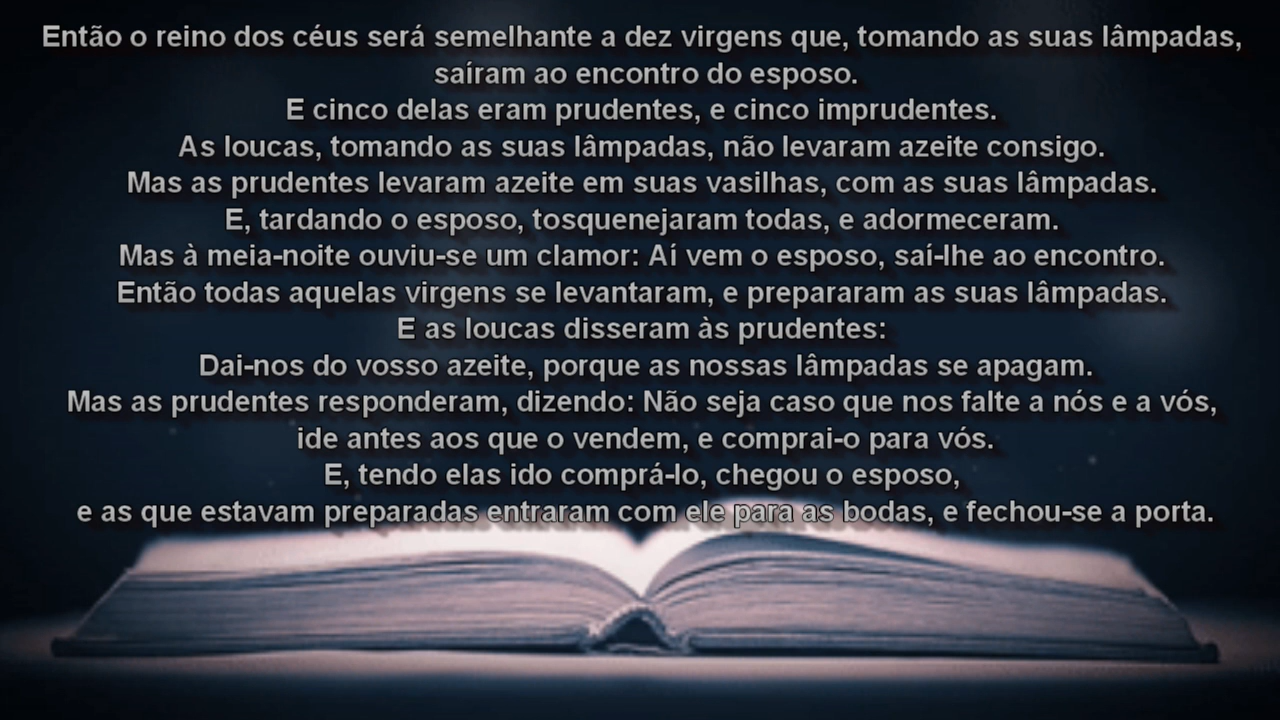 Então o reino dos céus será semelhante a dez virgens que, tomando as suas lâmpadas,
saíram ao encontro do esposo.
E cinco delas eram prudentes, e cinco imprudentes.
As loucas, tomando as suas lâmpadas, não levaram azeite consigo.
Mas as prudentes levaram azeite em suas vasilhas, com as suas lâmpadas.
E, tardando o esposo, tosquenejaram todas, e adormeceram.
Mas à meia-noite ouviu-se um clamor: Aí vem o esposo, saí-lhe ao encontro.
Então todas aquelas virgens se levantaram, e prepararam as suas lâmpadas.
E as loucas disseram às prudentes:
Dai-nos do vosso azeite, porque as nossas lâmpadas se apagam.
Mas as prudentes responderam, dizendo: Não seja caso que nos falte a nós e a vós,
ide antes aos que o vendem, e comprai-o para vós.
E, tendo elas ido comprá-lo, chegou o esposo,
e as que estavam preparadas entraram com ele para as bodas, e fechou-se a porta.